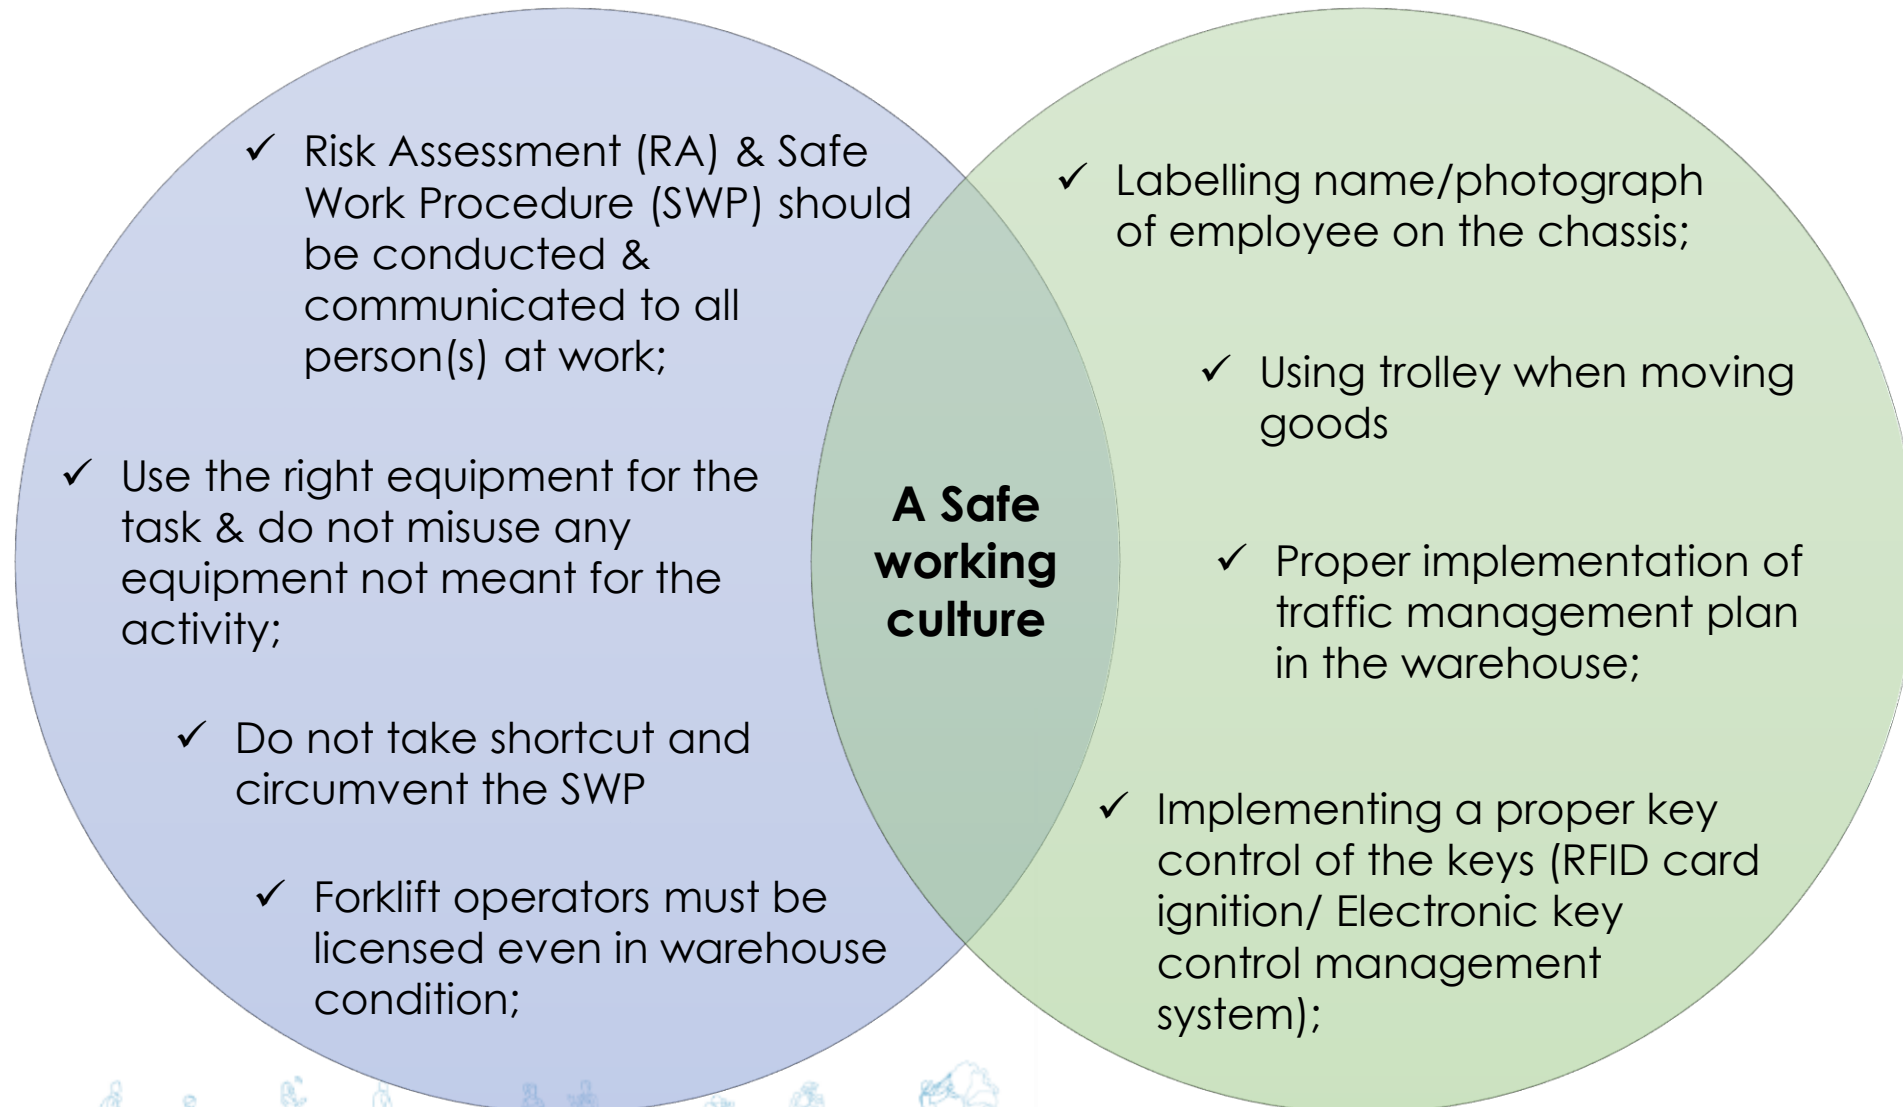 ✓ Risk Assessment (RA) & Safe
Work Procedure (SWP) should
be conducted &
communicated to all
person(s) at work;
✓ Use the right equipment for the
task & do not misuse any
equipment not meant for the
activity;
✓ Do not take shortcut and
circumvent the SWP
✓ Forklift operators must be
licensed even in warehouse
condition;
A Safe
working
culture
✓ Labelling name/photograph
of employee on the chassis;
✓ Using trolley when moving
goods
✓ Proper implementation of
traffic management plan
in the warehouse;
✓ Implementing a proper key
control of the keys (RFID card
ignition/ Electronic key
control management
system);